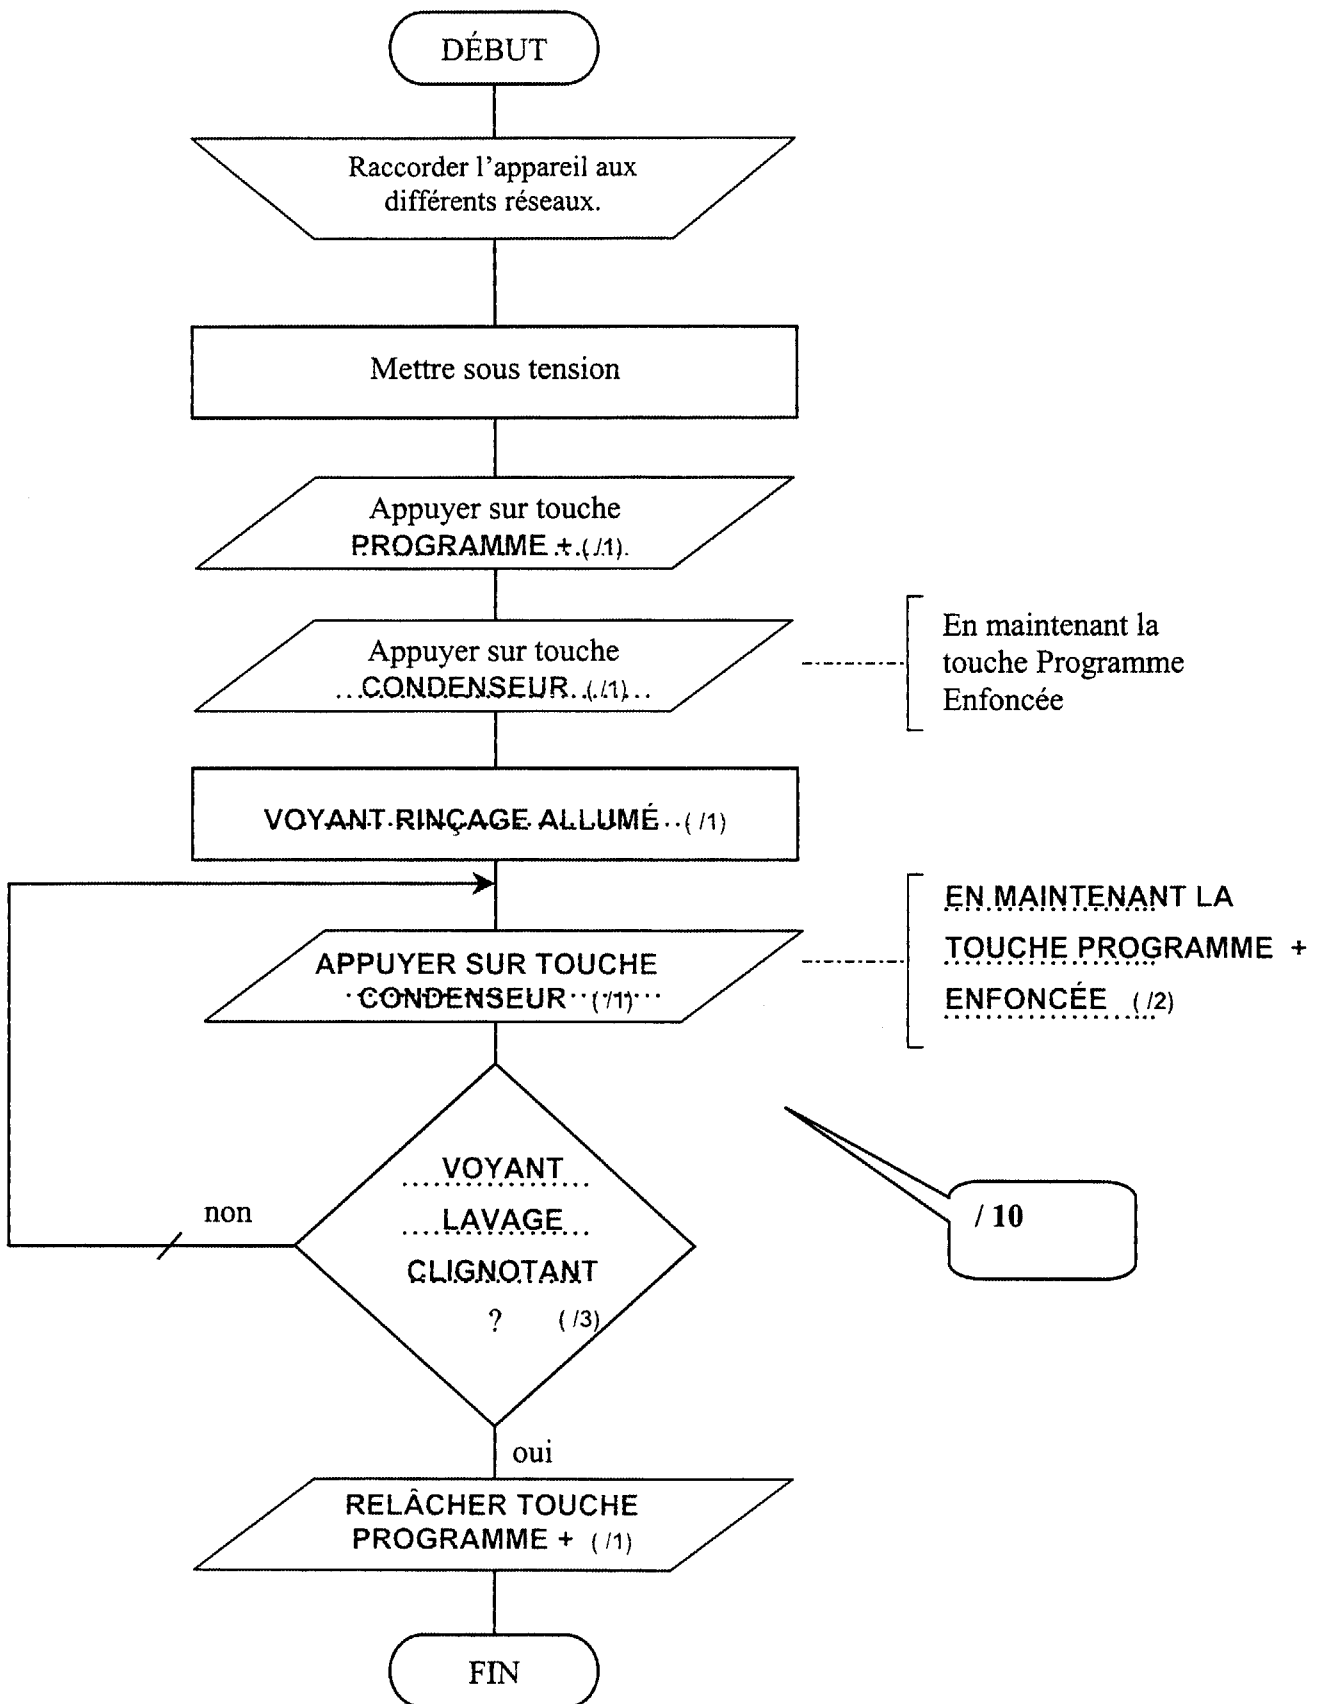 DÉBUT
Raccorder l'appareil aux
différents réseaux.
Mettre sous tension
Appuyer sur touche
PROGRAMME + ( /1)
Appuyer sur touche
CONDENSEUR ( /1)
En maintenant la
touche Programme
Enfoncée
VOYANT RINÇAGE ALLUMÉ ( /1)
APPUYER SUR TOUCHE
CONDENSEUR ( /1)
EN MAINTENANT LA
TOUCHE PROGRAMME +
ENFONCÉE ( /2)
VOYANT
LAVAGE
CLIGNOTANT
? ( /3)
non
/ 10
oui
RELÂCHER TOUCHE
PROGRAMME + ( /1)
FIN